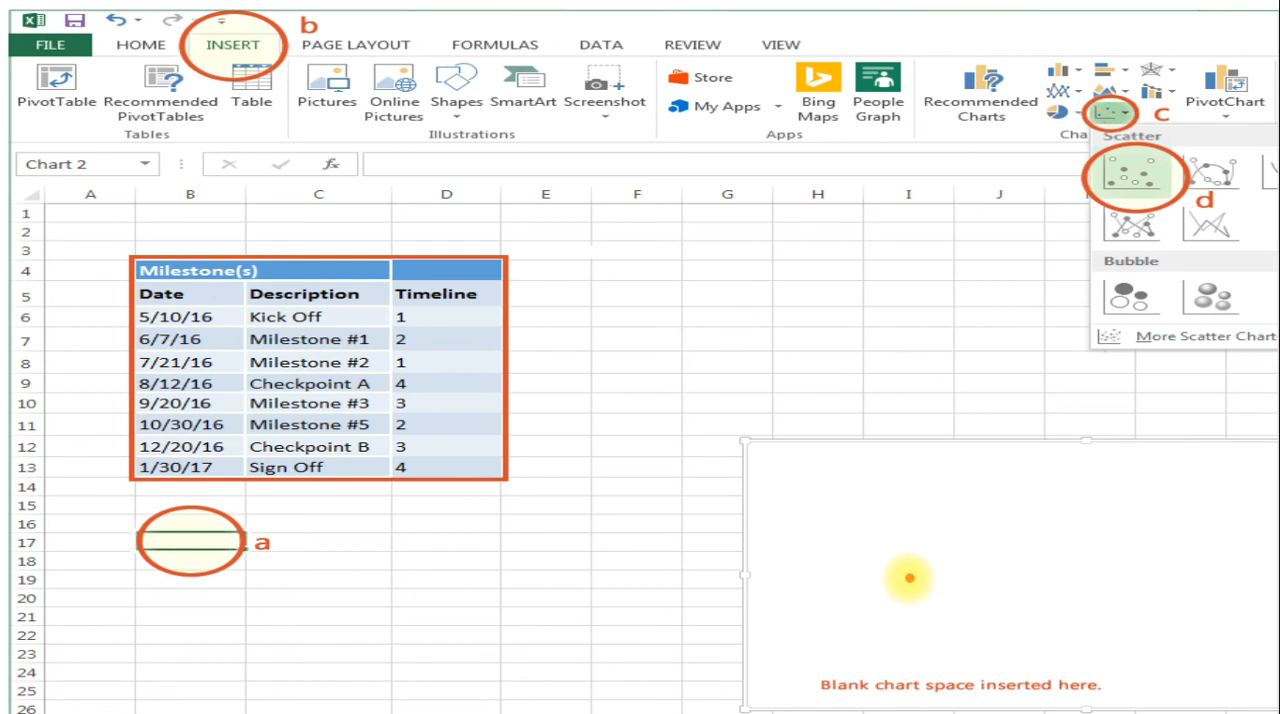 b
FILE HOME INSERT PAGE LAYOUT FORMULAS DATA REVIEW VIEW
Store
PivotTable Recommended Table Pictures Online Shapes SmartArt Screenshot My Apps Bing People Recommended PivotChart
PivotTables Pictures Maps Graph Charts
c
Tables Illustrations Apps Cha
Scatter
Chart 2 fx
d
A B C D E F G H I J
1
2
3
4 Milestone(s)
Bubble
5 Date Description Timeline
6 5/10/16 Kick Off 1
7 6/7/16 Milestone #1 2
More Scatter Chart
8 7/21/16 Milestone #2 1
9 8/12/16 Checkpoint A 4
10 9/20/16 Milestone #3 3
11 10/30/16 Milestone #5 2
12 12/20/16 Checkpoint B 3
13 1/30/17 Sign Off 4
14
15
16
17 a
18
19
20
21
22
23
24
25 Blank chart space inserted here.
26